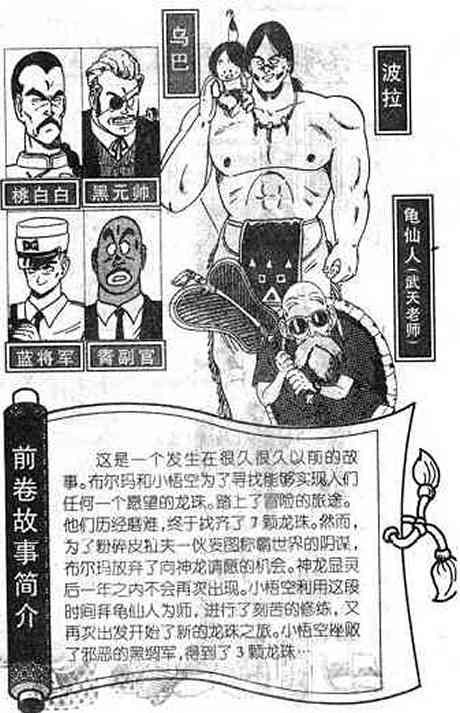 乌巴
波拉
桃白白
黑元帅
龟仙人(武天老师)
蓝将军
青副官
前卷故事简介
这是一个发生在很久很久以前的故
事。布尔玛和小悟空为了寻找能够实现人们
任何一个愿望的龙珠。踏上了冒险的旅途。
他们历经磨难,终于找齐了7颗龙珠。然而,
为了粉碎皮扯夫一伙妄图标霸世界的阴谋,
布尔玛放弃了向神龙请愿的机会。神龙显灵
后一年之内不会再次出现。小悟空利用这段
时间拜龟仙人为师,进行了刻苦的修练,又
再次出发开始了新的龙珠之旅。小悟空挫败
了邪恶的黑绸军,得到了3颗龙珠…